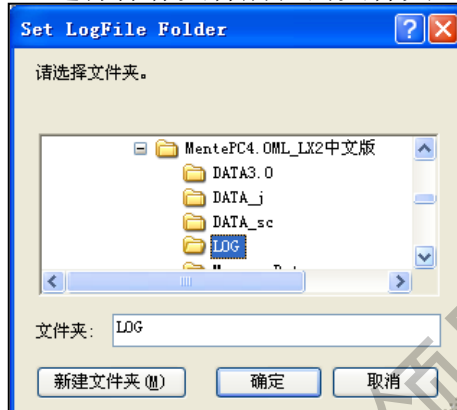 Set LogFile Folder
请选择文件夹。
MentePC4.0ML_LX2中文版
DATA3.0
DATA_j
DATA_sc
LOG
文件夹:
LOG
新建文件夹(M)
确定
取消